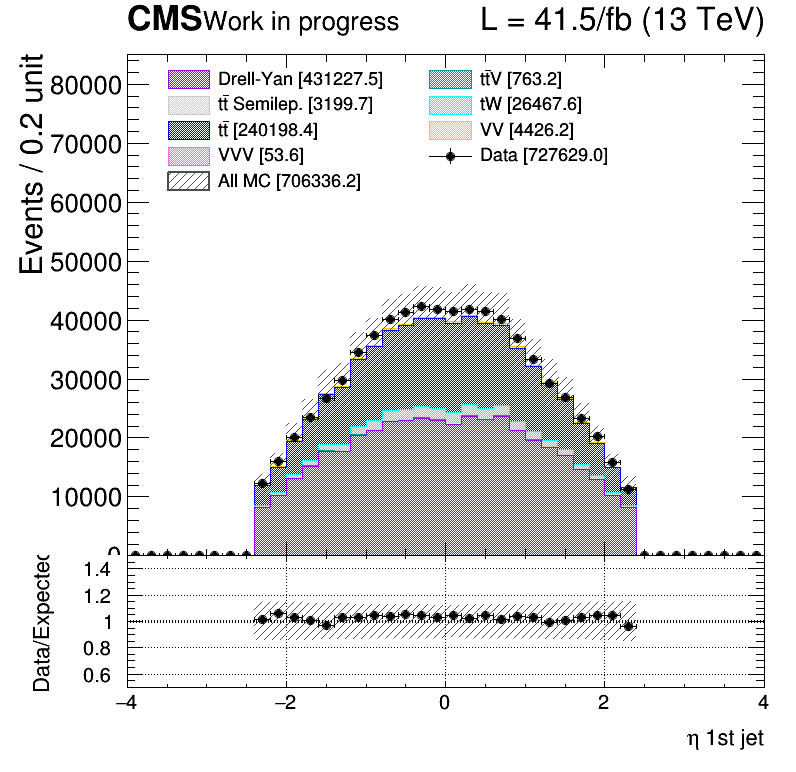 CMS Work in progress L = 41.5/fb (13 TeV)
Events / 0.2 unit
Drell-Yan [431227.5]
tt̄V [763.2]
tt̄ Semilep. [3199.7]
tW [26467.6]
tt̄ [240198.4]
VV [4426.2]
VVV [53.6]
Data [727629.0]
All MC [706336.2]
80000
70000
60000
50000
40000
30000
20000
10000
0
Data/Expected
1.4
1.2
1
0.8
0.6
−4 −2 0 2 4
η 1st jet